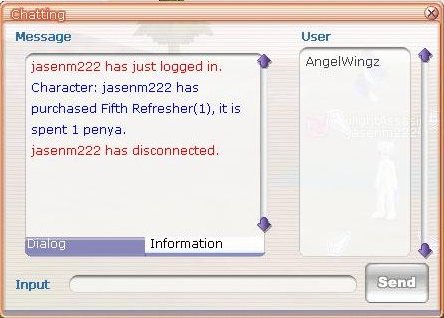 Chatting
Message
User
jasenm222 has just logged in.
Character: jasenm222 has
purchased Fifth Refresher(1), it is
spent 1 penya.
jasenm222 has disconnected.
AngelWingz
jasenm222
Dialog
Information
Input
Send